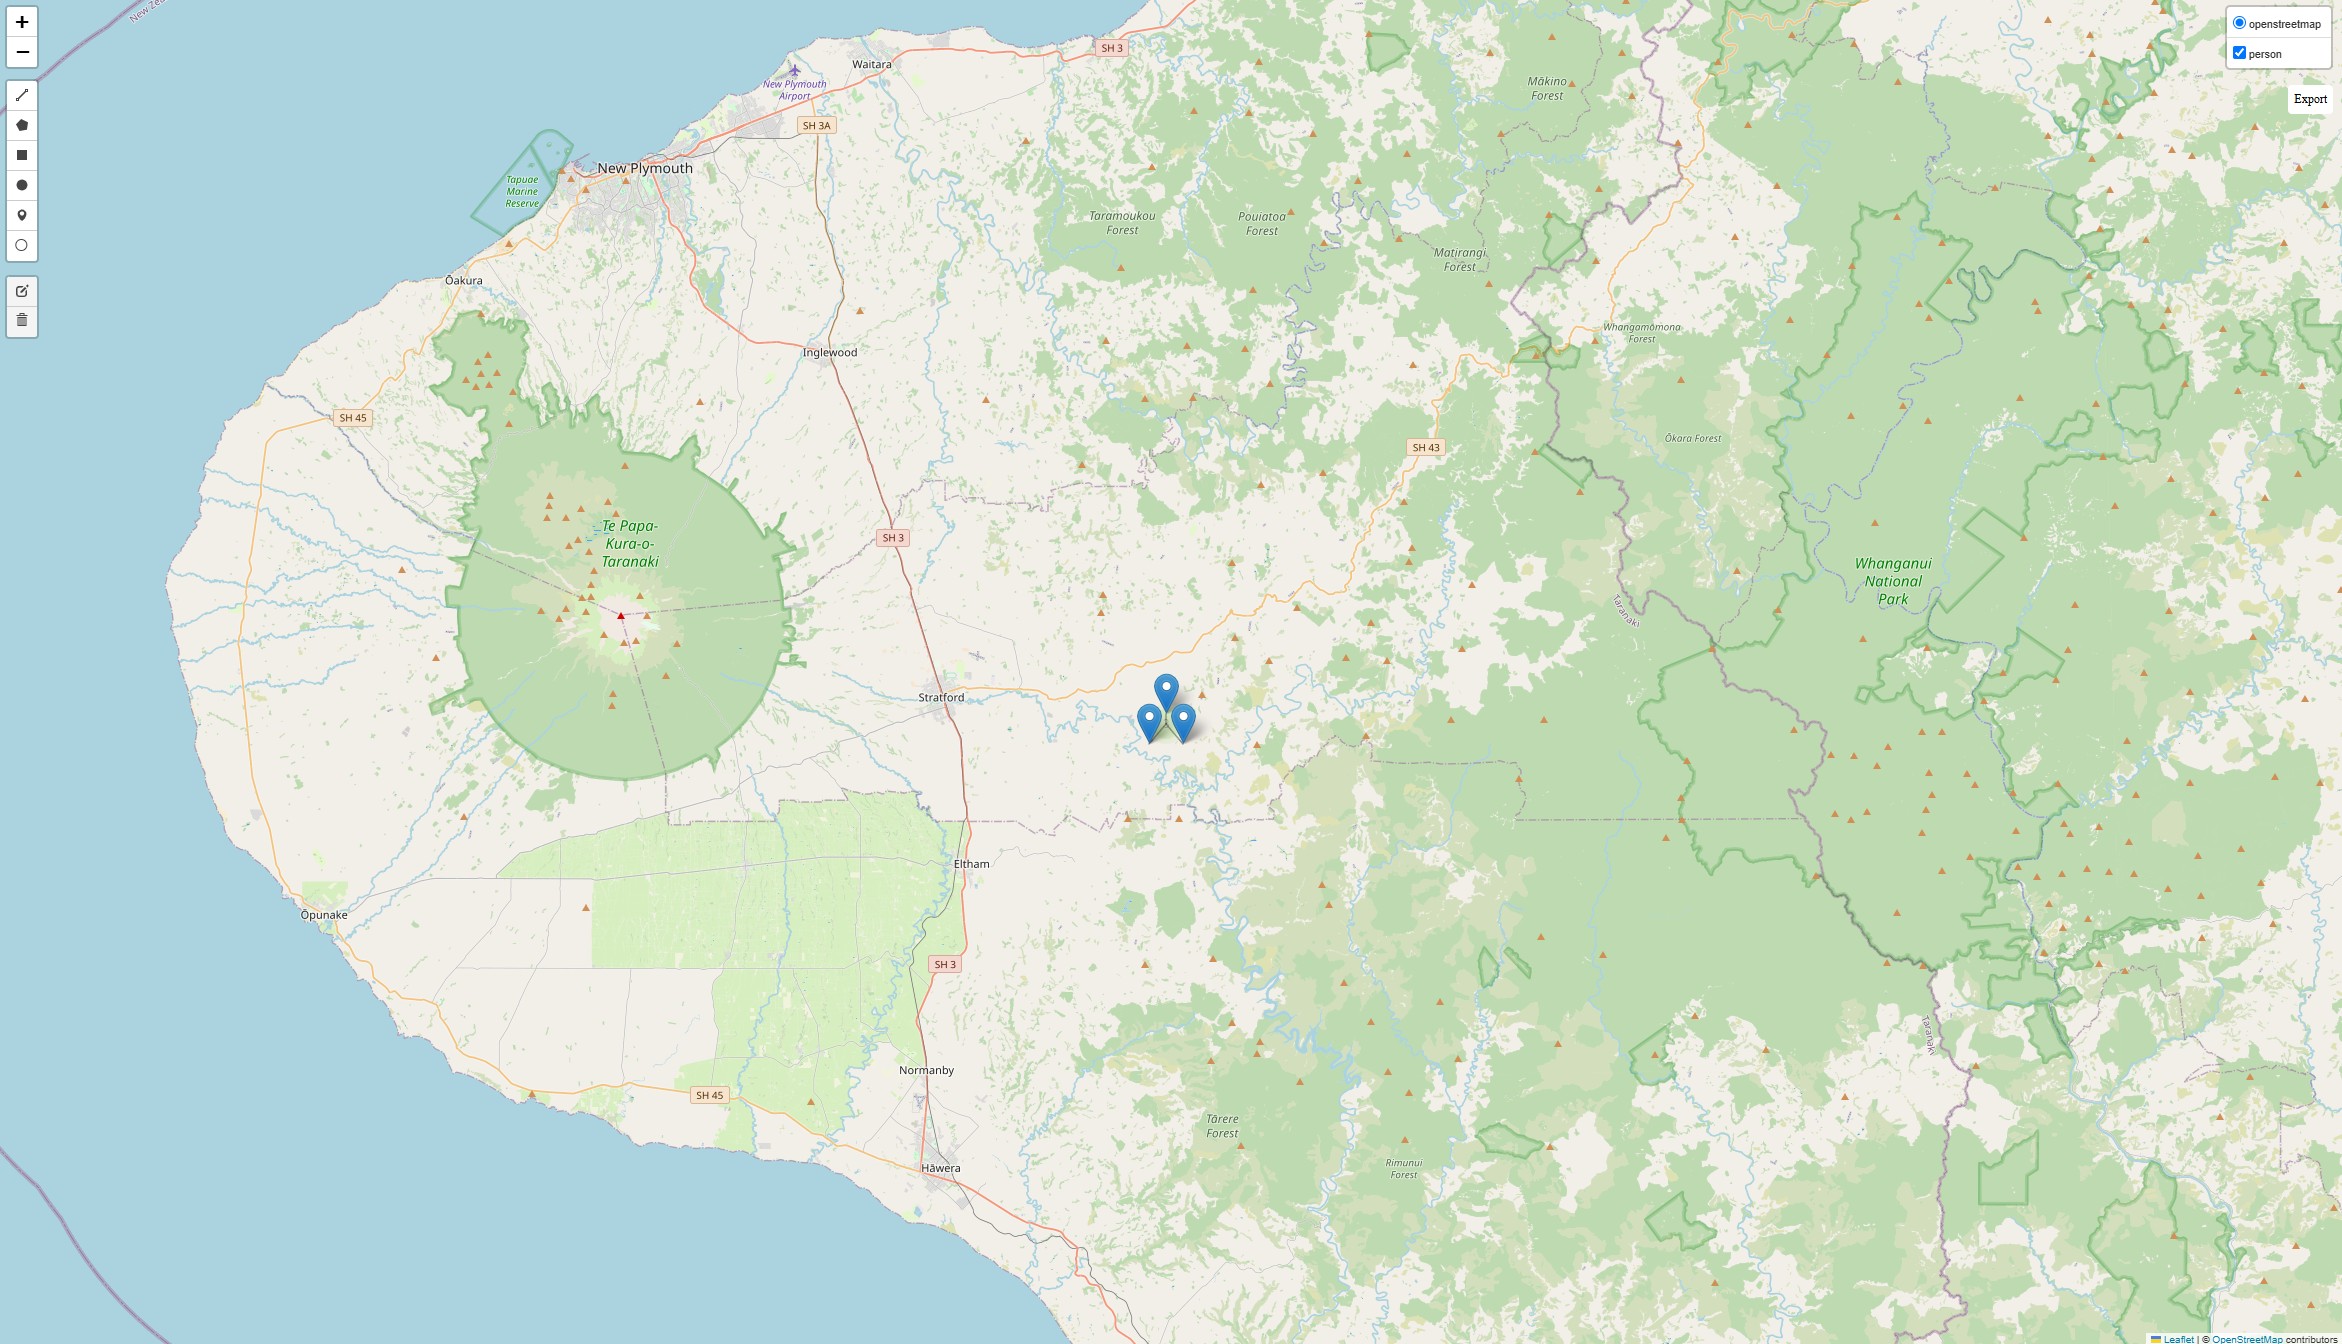 New Zea
+
−
openstreetmap
person
Export
SH 3
Waitara
New Plymouth
Airport
Mākino
Forest
SH 3A
New Plymouth
Tapuae
Marine
Reserve
Taramoukou
Forest
Pouiatoa
Forest
Matirangi
Forest
Ōakura
Whangamōmona
Forest
Inglewood
SH 45
SH 43
Ōkara Forest
Te Papa-
Kura-o-
Taranaki
SH 3
Whanganui
National
Park
Taranaki
Stratford
Eltham
Ōpunake
SH 3
Taranaki
Normanby
SH 45
Tārere
Forest
Hāwera
Rimunui
Forest
Leaflet | © OpenStreetMap contributors